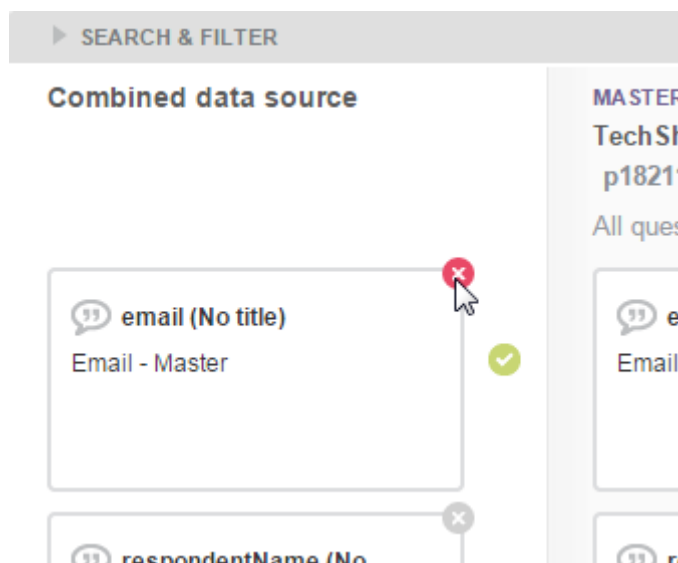 SEARCH & FILTER
Combined data source
MASTER
TechSh
p1821
All ques
email (No title)
Email - Master
e
Email
respondentName (No
r